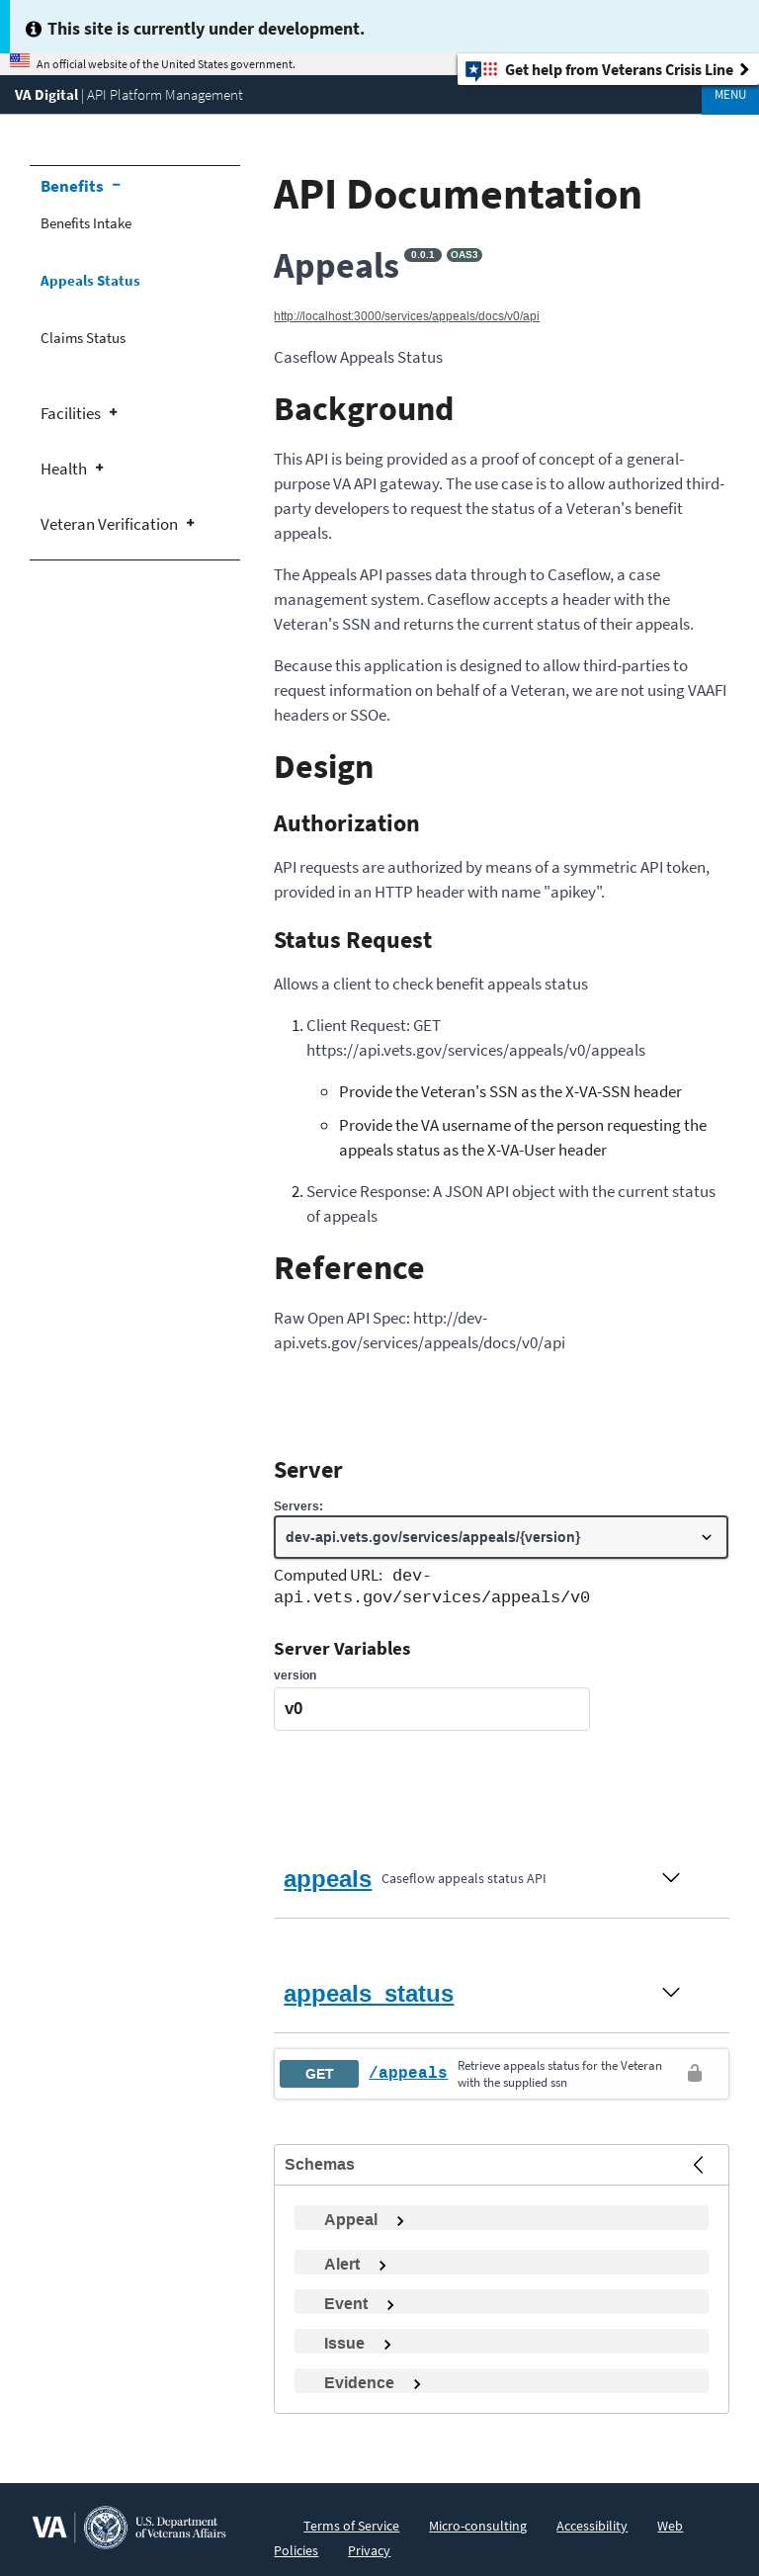 This site is currently under development.
An official website of the United States government.
Get help from Veterans Crisis Line
VA Digital | API Platform Management
MENU
Benefits
Benefits Intake
Appeals Status
Claims Status
Facilities
Health
Veteran Verification
API Documentation
Appeals 0.0.1 OAS3
http://localhost:3000/services/appeals/docs/v0/api
Caseflow Appeals Status
Background
This API is being provided as a proof of concept of a general-
purpose VA API gateway. The use case is to allow authorized third-
party developers to request the status of a Veteran's benefit
appeals.
The Appeals API passes data through to Caseflow, a case
management system. Caseflow accepts a header with the
Veteran's SSN and returns the current status of their appeals.
Because this application is designed to allow third-parties to
request information on behalf of a Veteran, we are not using VAAFI
headers or SSOe.
Design
Authorization
API requests are authorized by means of a symmetric API token,
provided in an HTTP header with name "apikey".
Status Request
Allows a client to check benefit appeals status
1. Client Request: GET
https://api.vets.gov/services/appeals/v0/appeals
Provide the Veteran's SSN as the X-VA-SSN header
Provide the VA username of the person requesting the
appeals status as the X-VA-User header
2. Service Response: A JSON API object with the current status
of appeals
Reference
Raw Open API Spec: http://dev-
api.vets.gov/services/appeals/docs/v0/api
Server
Servers:
dev-api.vets.gov/services/appeals/{version}
Computed URL: dev-
api.vets.gov/services/appeals/v0
Server Variables
version
v0
appeals Caseflow appeals status API
appeals_status
GET /appeals Retrieve appeals status for the Veteran
with the supplied ssn
Schemas
Appeal
Alert
Event
Issue
Evidence
VA
U.S. Department
of Veterans Affairs
Terms of Service Micro-consulting Accessibility Web
Policies Privacy